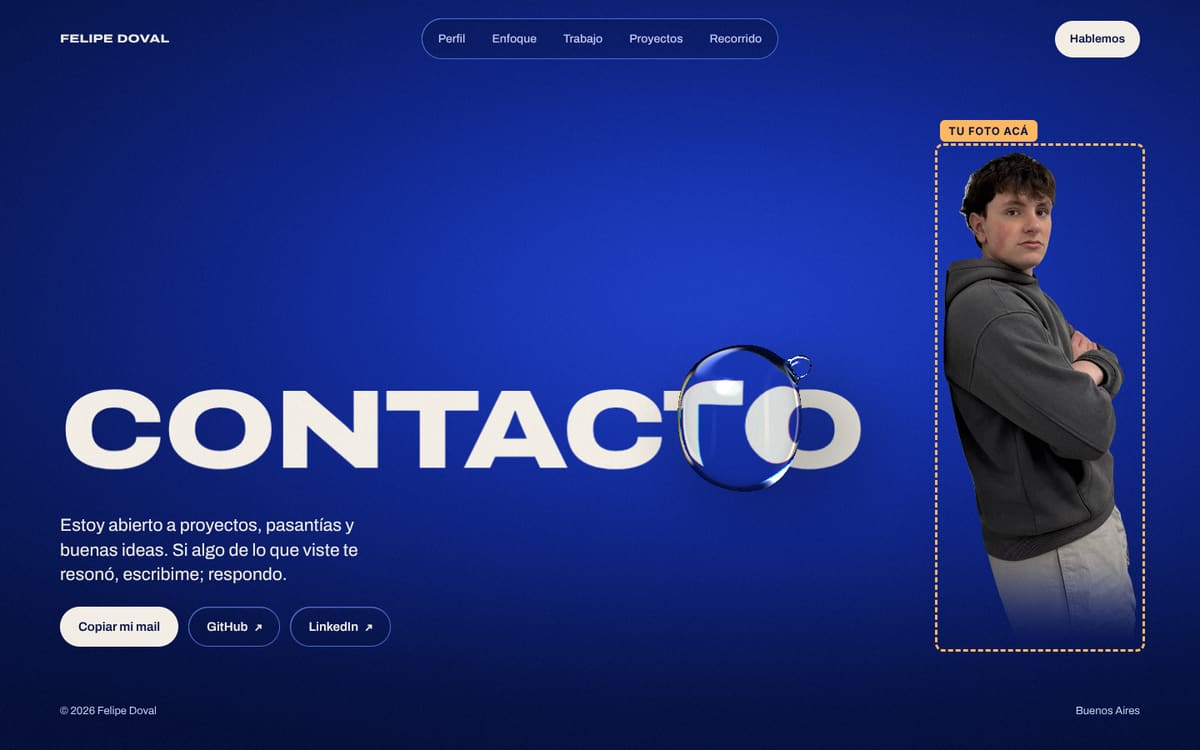 FELIPE DOVAL
Perfil
Enfoque
Trabajo
Proyectos
Recorrido
Hablemos
TU FOTO ACÁ
CONTACTO
Estoy abierto a proyectos, pasantías y
buenas ideas. Si algo de lo que viste te
resonó, escribime; respondo.
Copiar mi mail
GitHub ↗
LinkedIn ↗
© 2026 Felipe Doval
Buenos Aires